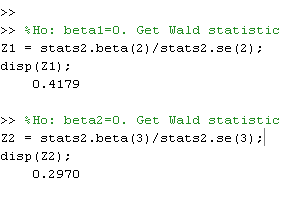 >>
>> %Ho: beta1=0. Get Wald statistic
Z1 = stats2.beta(2)/stats2.se(2);
disp(Z1);
    0.4179

>> %Ho: beta2=0. Get Wald statistic
Z2 = stats2.beta(3)/stats2.se(3);
disp(Z2);
    0.2970